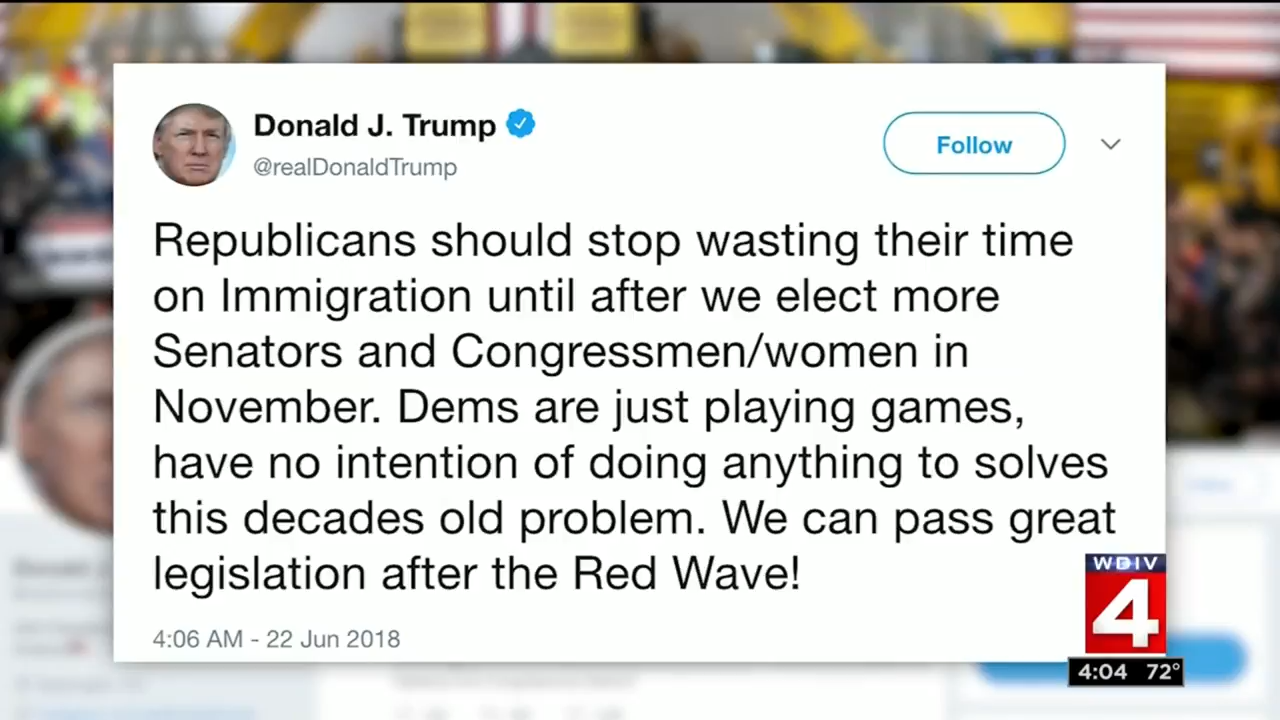 Donald J. Trump
@realDonaldTrump
Follow
Republicans should stop wasting their time
on Immigration until after we elect more
Senators and Congressmen/women in
November. Dems are just playing games,
have no intention of doing anything to solves
this decades old problem. We can pass great
legislation after the Red Wave!
4:06 AM - 22 Jun 2018
WDIV
4
4:04 72°